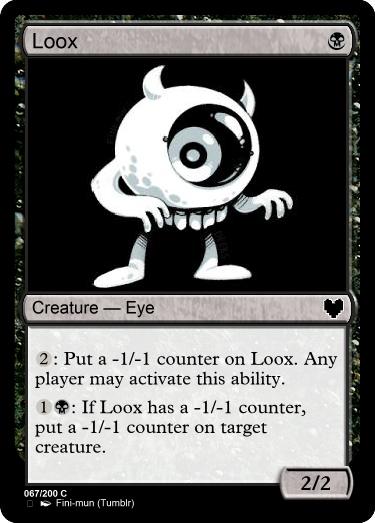 Loox
Creature — Eye
2: Put a -1/-1 counter on Loox. Any
player may activate this ability.
1 : If Loox has a -1/-1 counter,
put a -1/-1 counter on target
creature.
2/2
067/200 C
Fini-mun (Tumblr)